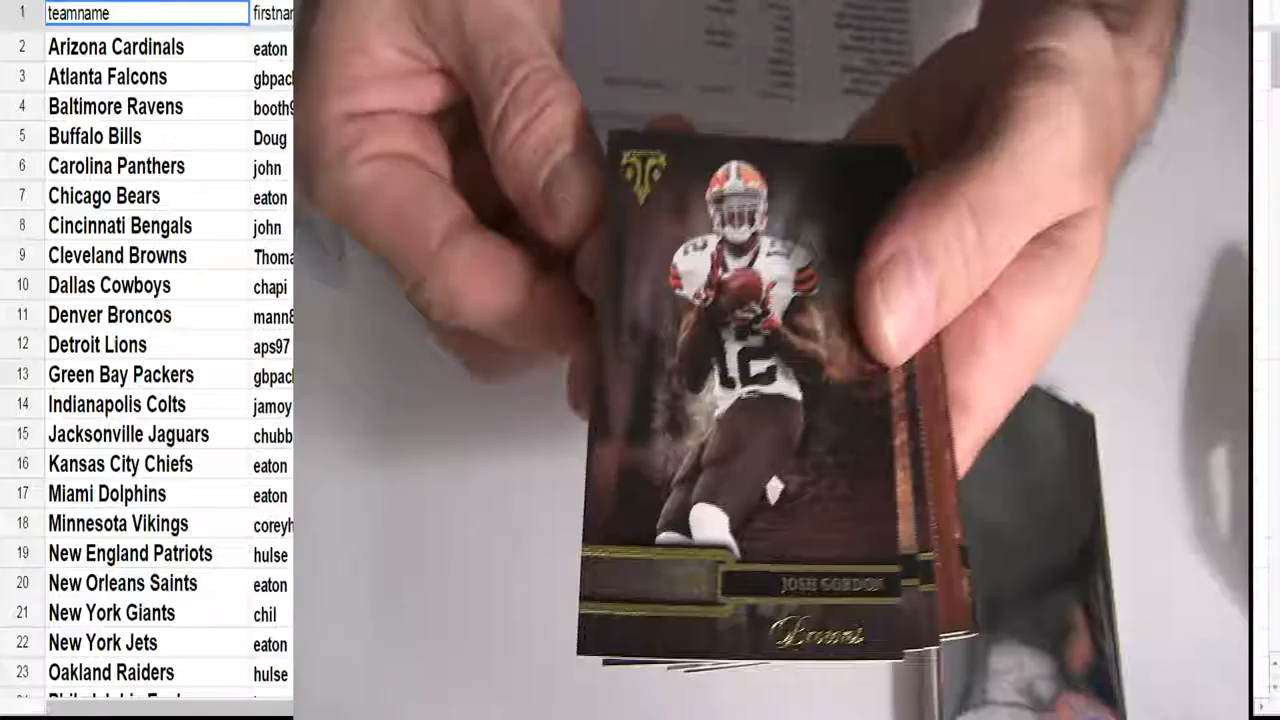 1 teamname firstnar
2 Arizona Cardinals eaton
3 Atlanta Falcons gbpacl
4 Baltimore Ravens booth9
5 Buffalo Bills Doug
6 Carolina Panthers john
7 Chicago Bears eaton
8 Cincinnati Bengals john
9 Cleveland Browns Thoma
10 Dallas Cowboys chapi
11 Denver Broncos mann8
12 Detroit Lions aps97
13 Green Bay Packers gbpacl
14 Indianapolis Colts jamoy
15 Jacksonville Jaguars chubb
16 Kansas City Chiefs eaton
17 Miami Dolphins eaton
18 Minnesota Vikings coreyh
19 New England Patriots hulse
20 New Orleans Saints eaton
21 New York Giants chil
22 New York Jets eaton
23 Oakland Raiders hulse
12
JOSH GORDON
Browns